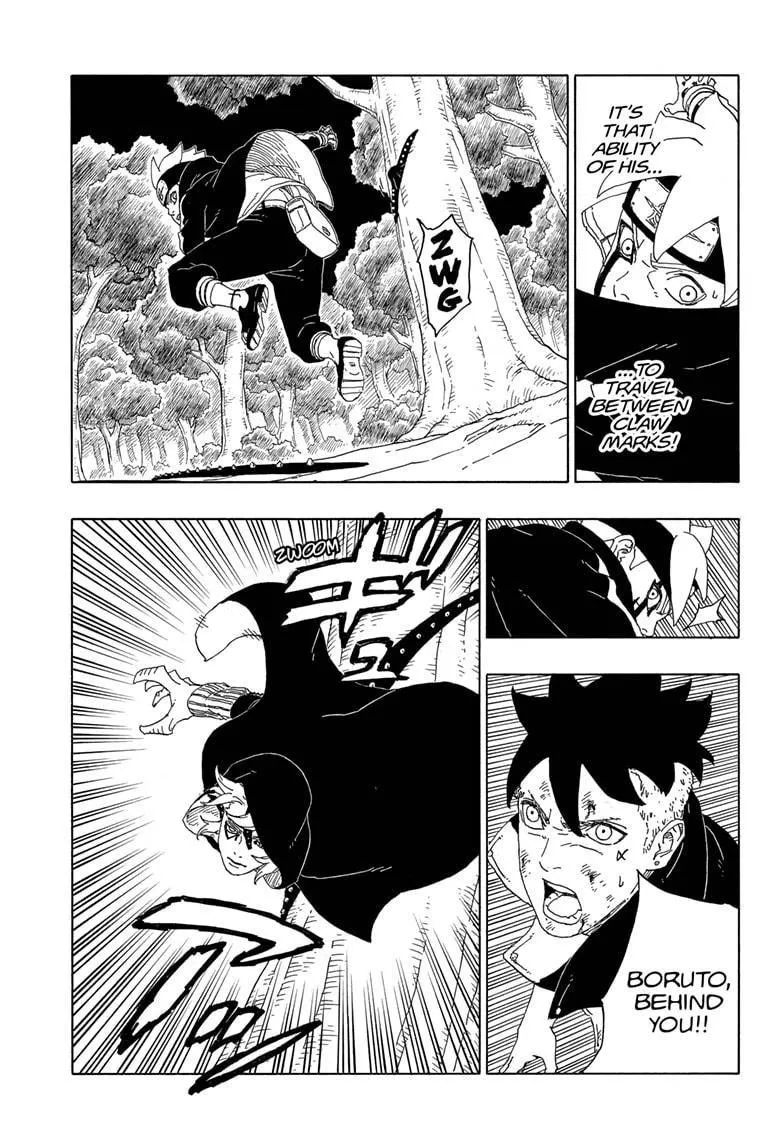 IT'S
THAT
ABILITY
OF HIS...
...TO
TRAVEL
BETWEEN
CLAW
MARKS!
ZWG
ZWOOM
BORUTO,
BEHIND
YOU!!